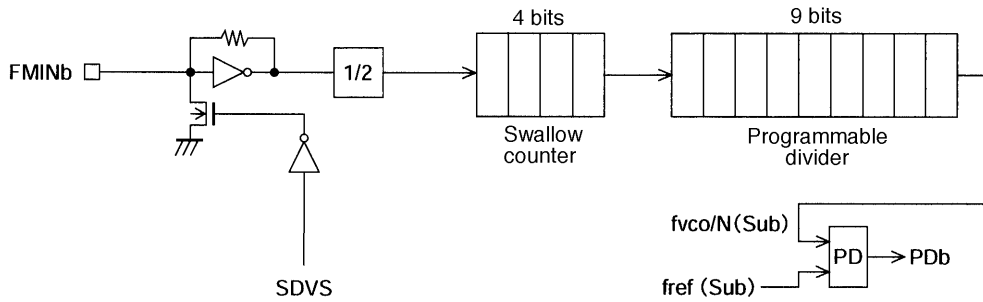 4 bits
9 bits
FMINb
1/2
Swallow
counter
Programmable
divider
fvco/N (Sub)
PD
PDb
fref (Sub)
SDVS